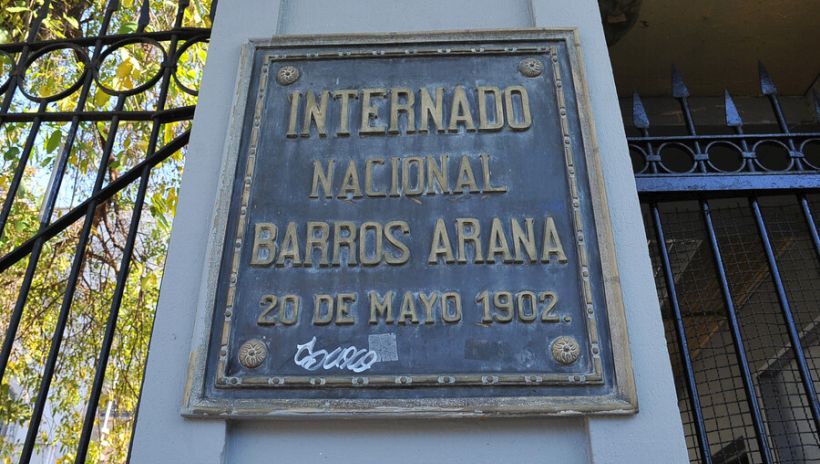 INTERNADO
NACIONAL
BARROS ARANA
20 DE MAYO 1902.